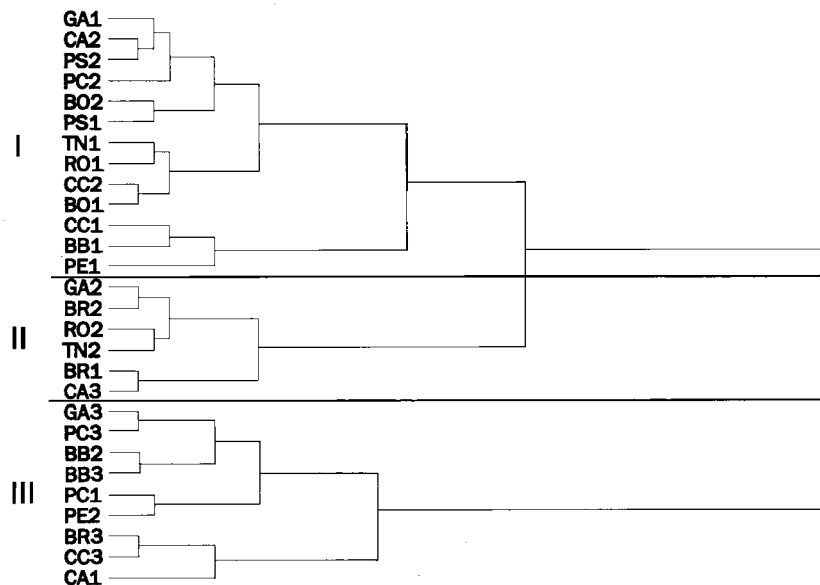 GA1
CA2
PS2
PC2
BO2
PS1
I
TN1
RO1
CC2
BO1
CC1
BB1
PE1
GA2
BR2
II
RO2
TN2
BR1
CA3
GA3
PC3
BB2
BB3
III
PC1
PE2
BR3
CC3
CA1